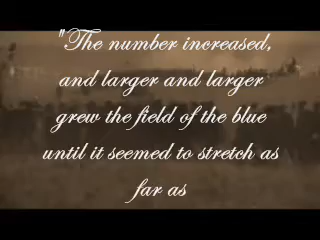 "The number increased,
and larger and larger
grew the field of the blue
until it seemed to stretch as
far as